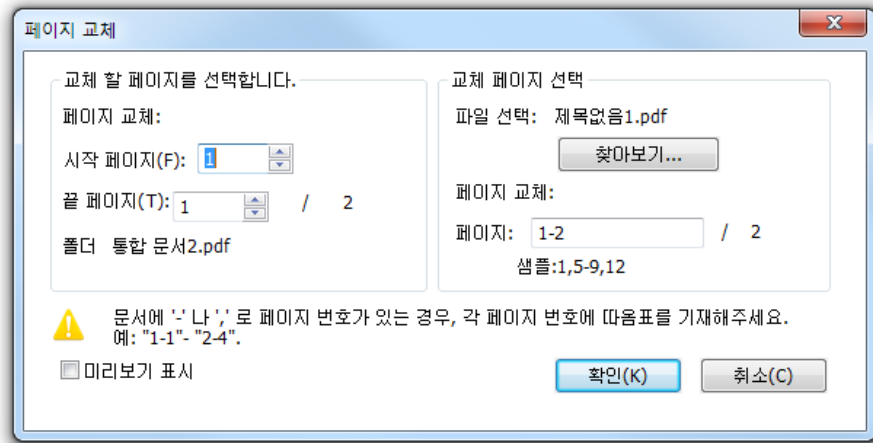 페이지 교체
교체 할 페이지를 선택합니다.
페이지 교체:
시작 페이지(F): 1
끝 페이지(T): 1 / 2
폴더 통합 문서2.pdf
교체 페이지 선택
파일 선택: 제목없음1.pdf
찾아보기...
페이지 교체:
페이지: 1-2 / 2
샘플:1,5-9,12
문서에 '-' 나 ',' 로 페이지 번호가 있는 경우, 각 페이지 번호에 따옴표를 기재해주세요.
예: "1-1"- "2-4".
미리보기 표시
확인(K)
취소(C)